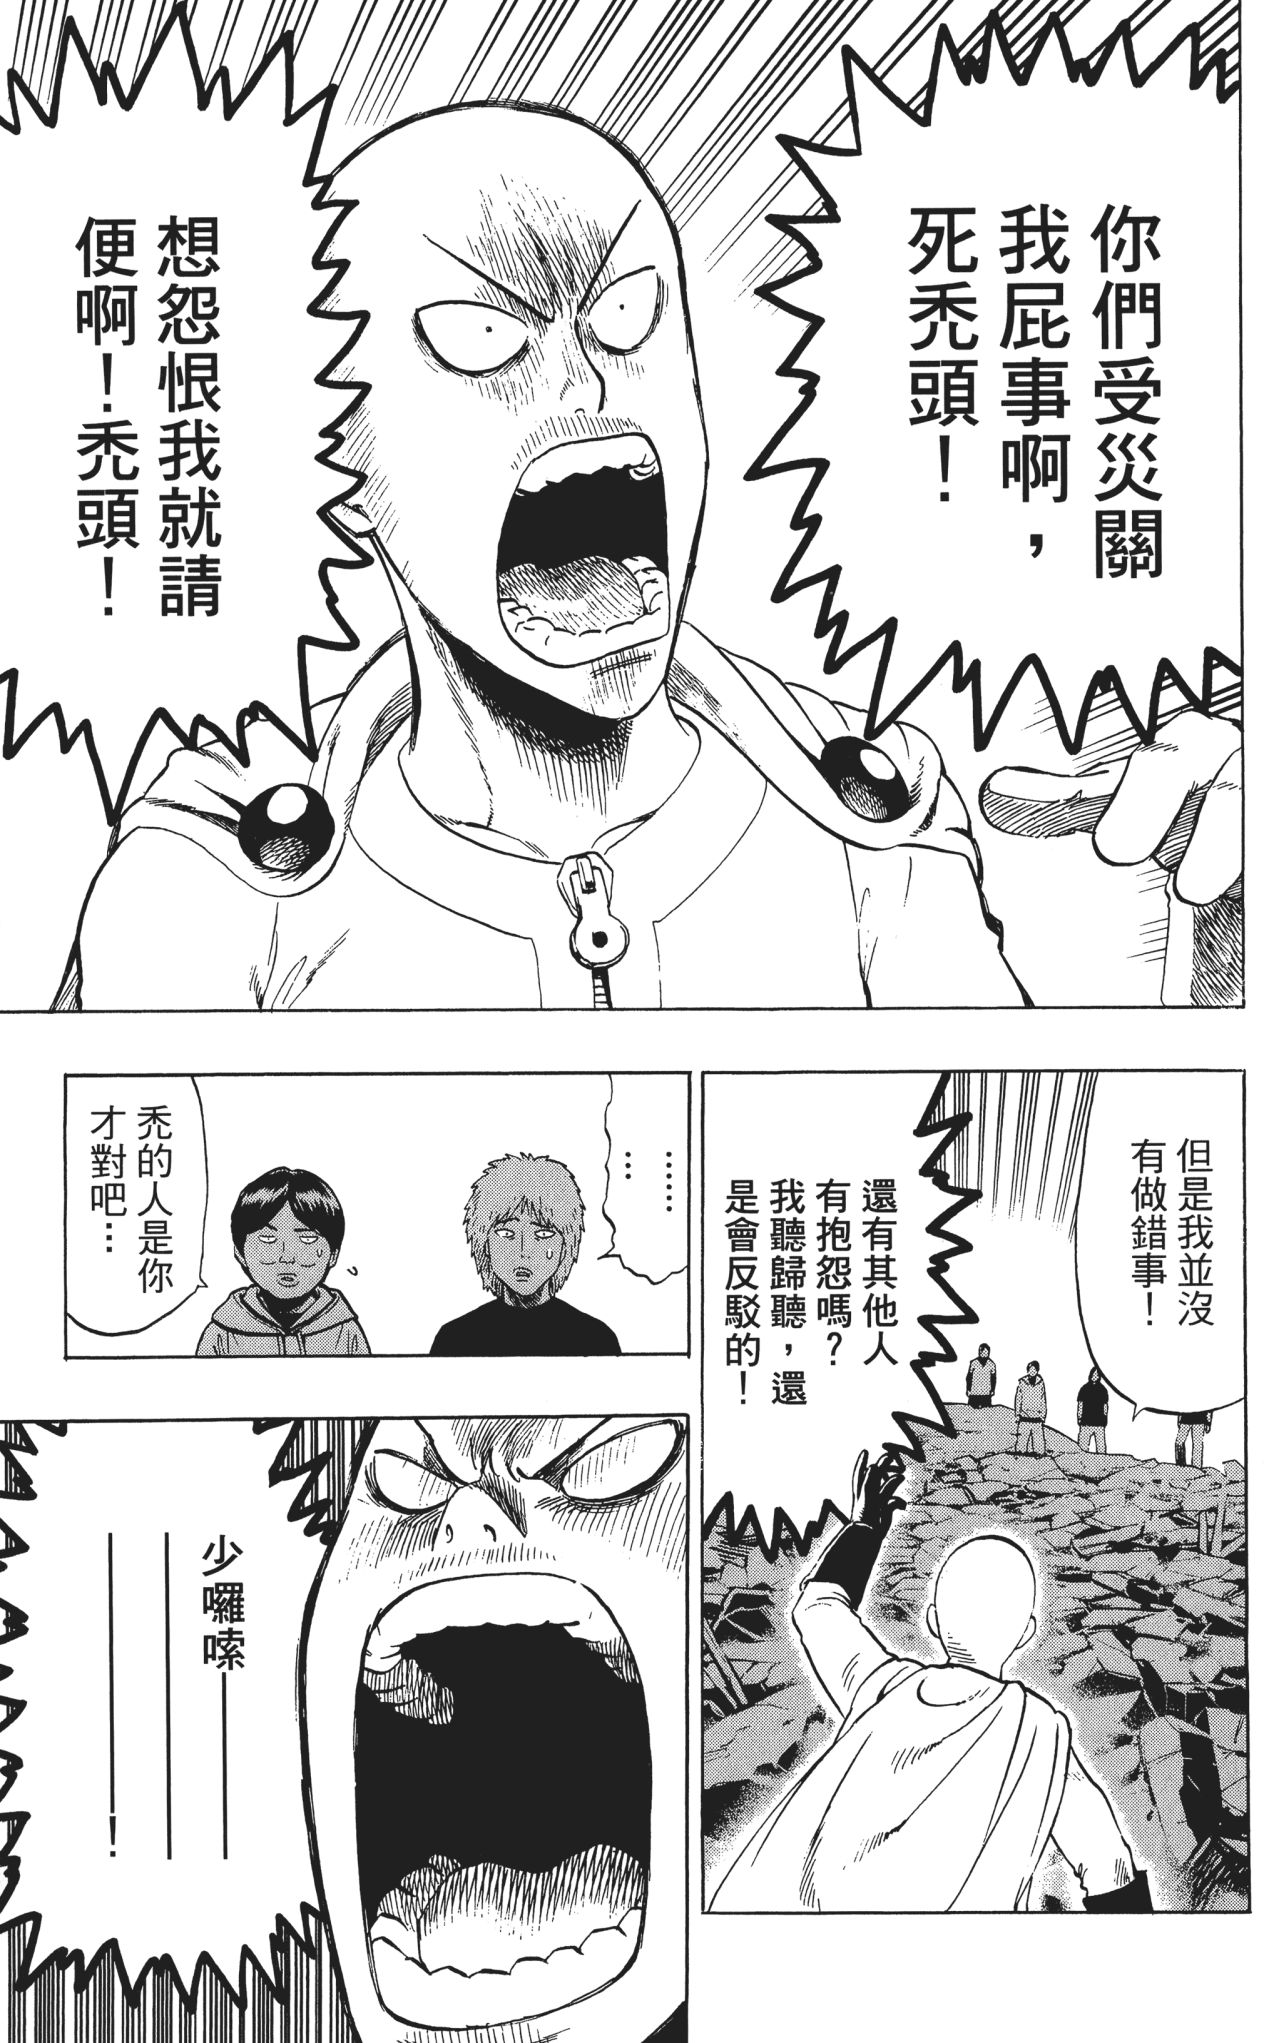 你們受災關
我屁事啊，
死禿頭！
想怨恨我就請
便啊！禿頭！
但是我並沒
有做錯事！
還有其他人
有抱怨嗎？
我聽歸聽，還
是會反駁的！
……
…
禿的人是你
才對吧…
少囉嗦—
—
—！